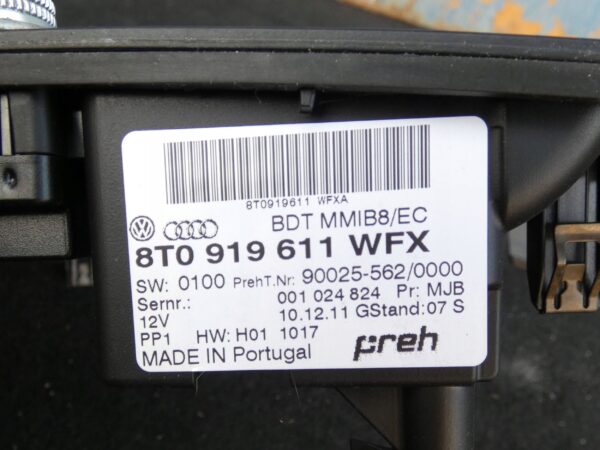 8T0919611 WFXA
BDT MMIB8/EC
8T0 919 611 WFX
SW: 0100 PrehT.Nr: 90025-562/0000
Sernr.: 001 024 824 Pr: MJB
12V 10.12.11 GStand: 07 S
PP1 HW: H01 1017
MADE IN Portugal preh